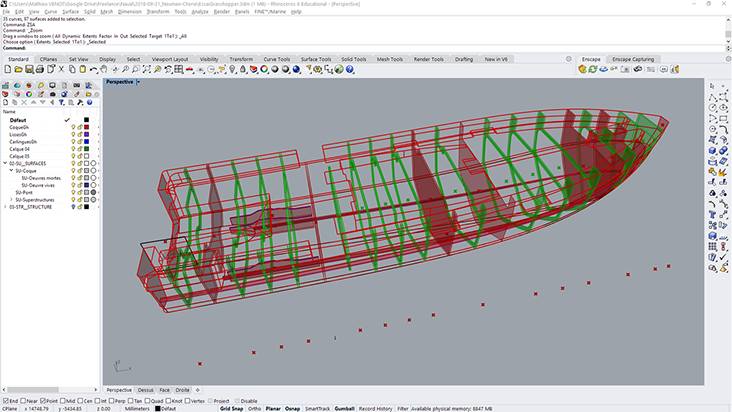 C:\Users\Mathieu VENOT\Google Drive\Freelance\Naval\2018-09-21_Neuman-Cherie\EssaiGrasshopper.3dm (1 MB) - Rhinoceros 6 Educational - [Perspective]
File Edit View Curve Surface Solid Mesh Dimension Transform Tools Analyze Render Panels FINE™/Marine Help
35 curves, 97 surfaces added to selection.
Command: ZSA
Command: _Zoom
Drag a window to zoom ( All Dynamic Extents Factor In Out Selected Target 1To1 ): _All
Choose option ( Extents Selected 1To1 ): _Selected
Command:
Standard CPlanes Set View Display Select Viewport Layout Visibility Transform Curve Tools Surface Tools Solid Tools Mesh Tools Render Tools Drafting New in V6 Enscape Enscape Capturing
Perspective
Name
Défaut
CoqueGh
LissesGh
CarlinguesGh
Calque 04
Calque 05
02-SU_SURFACES
SU-Coque
SU-Oeuvres mortes
SU-Oeuvre vives
SU-Pont
SU-Superstructures
03-STR_STRUCTURE
Perspective Dessus Face Droite
End Near Point Mid Cen Int Perp Tan Quad Knot Vertex Project Disable
CPlane x 14748.79 y -5434.85 z 0.00 Millimeters Défaut Grid Snap Ortho Planar Osnap SmartTrack Gumball Record History Filter Available physical memory: 8847 MB